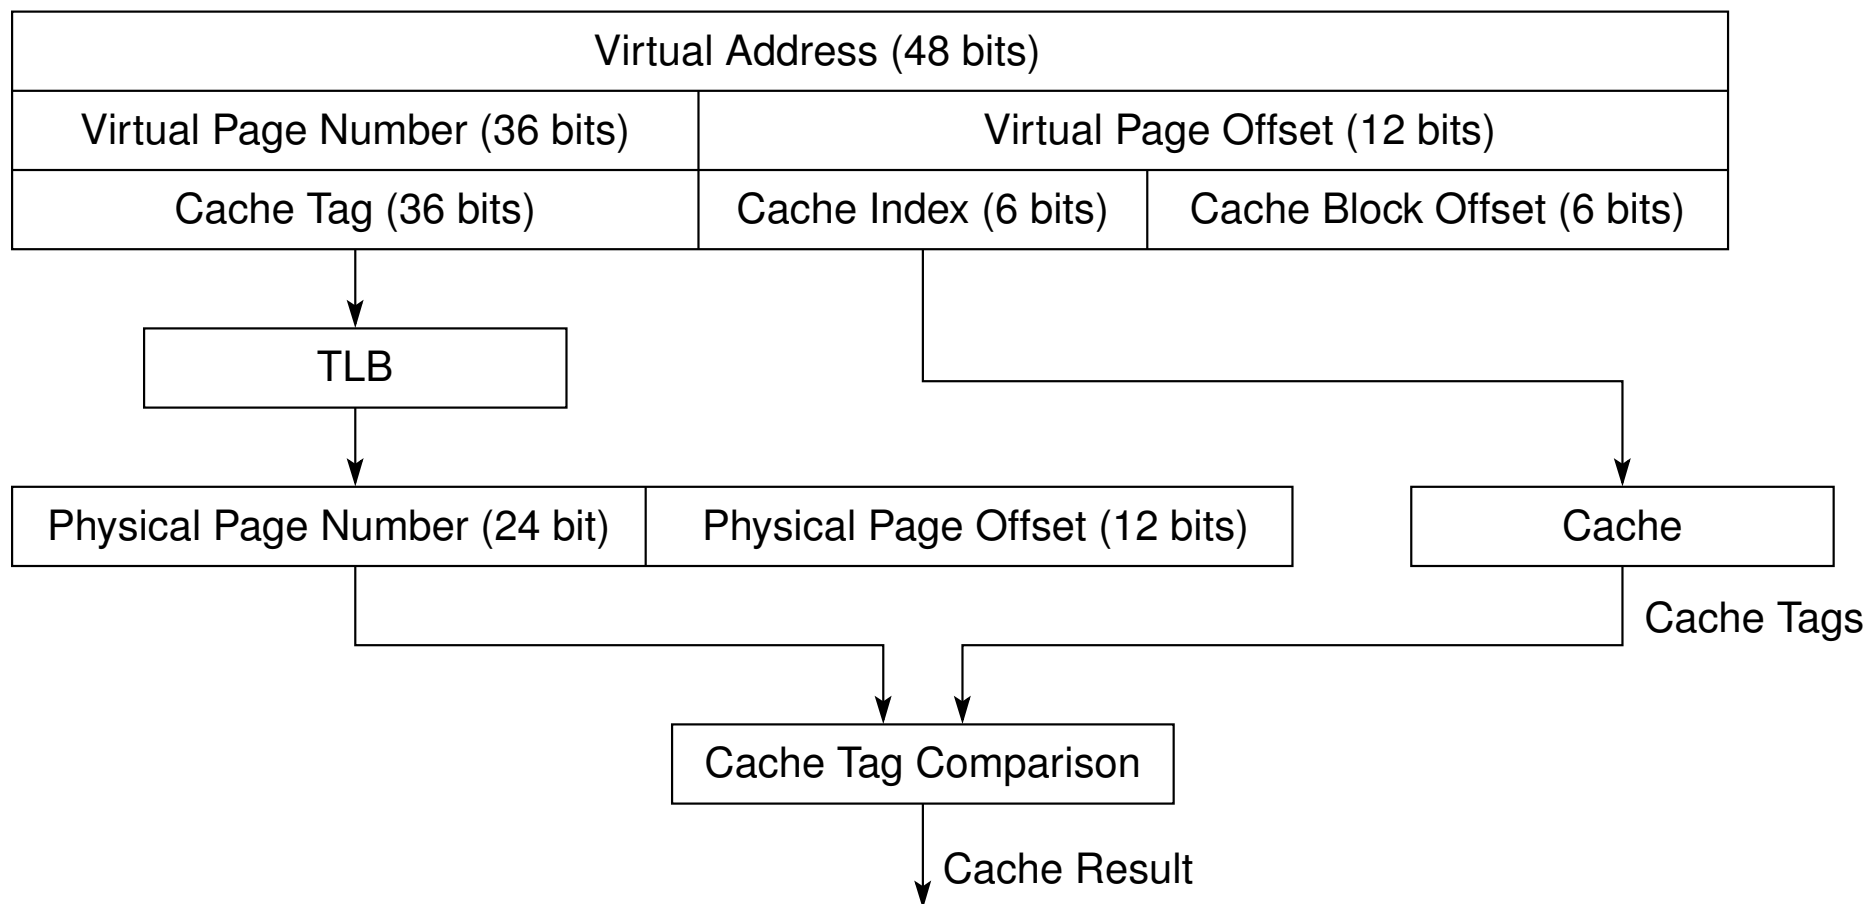 Virtual Address (48 bits)
Virtual Page Number (36 bits)
Virtual Page Offset (12 bits)
Cache Tag (36 bits)
Cache Index (6 bits)
Cache Block Offset (6 bits)
TLB
Physical Page Number (24 bit)
Physical Page Offset (12 bits)
Cache
Cache Tags
Cache Tag Comparison
Cache Result